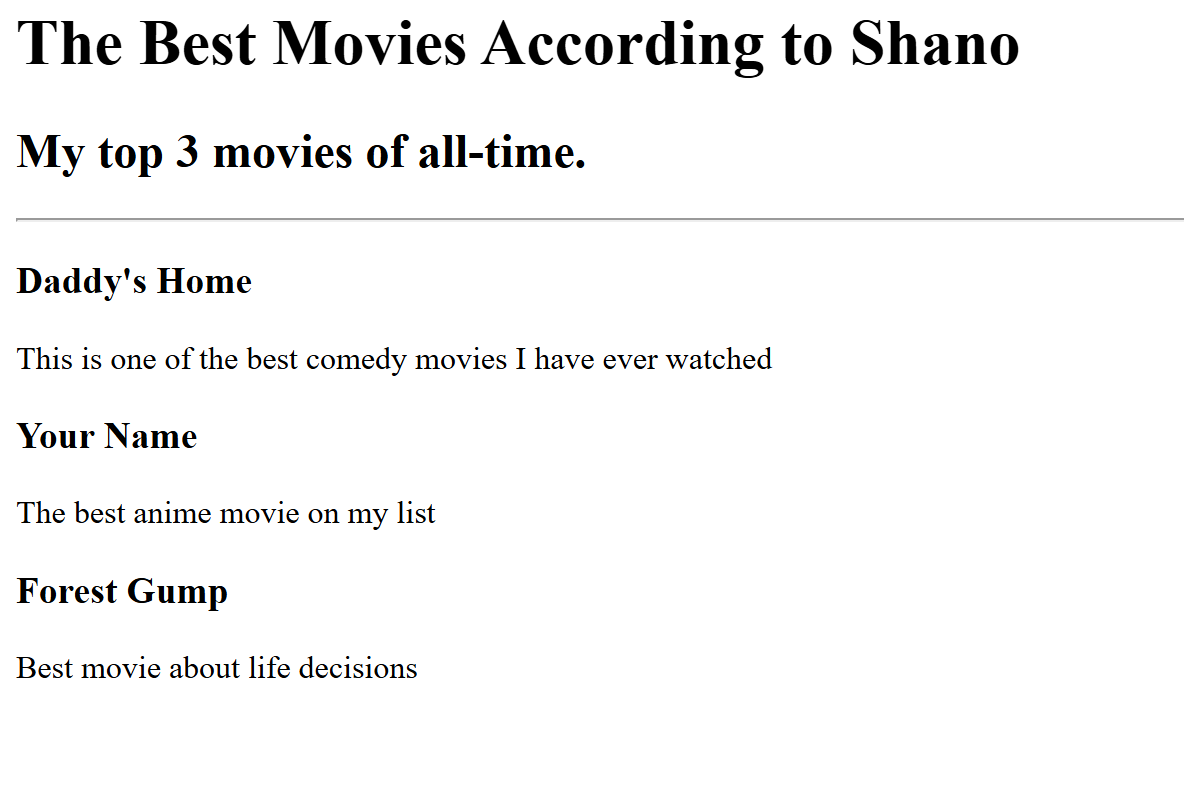 The Best Movies According to Shano
My top 3 movies of all-time.
Daddy's Home
This is one of the best comedy movies I have ever watched
Your Name
The best anime movie on my list
Forest Gump
Best movie about life decisions